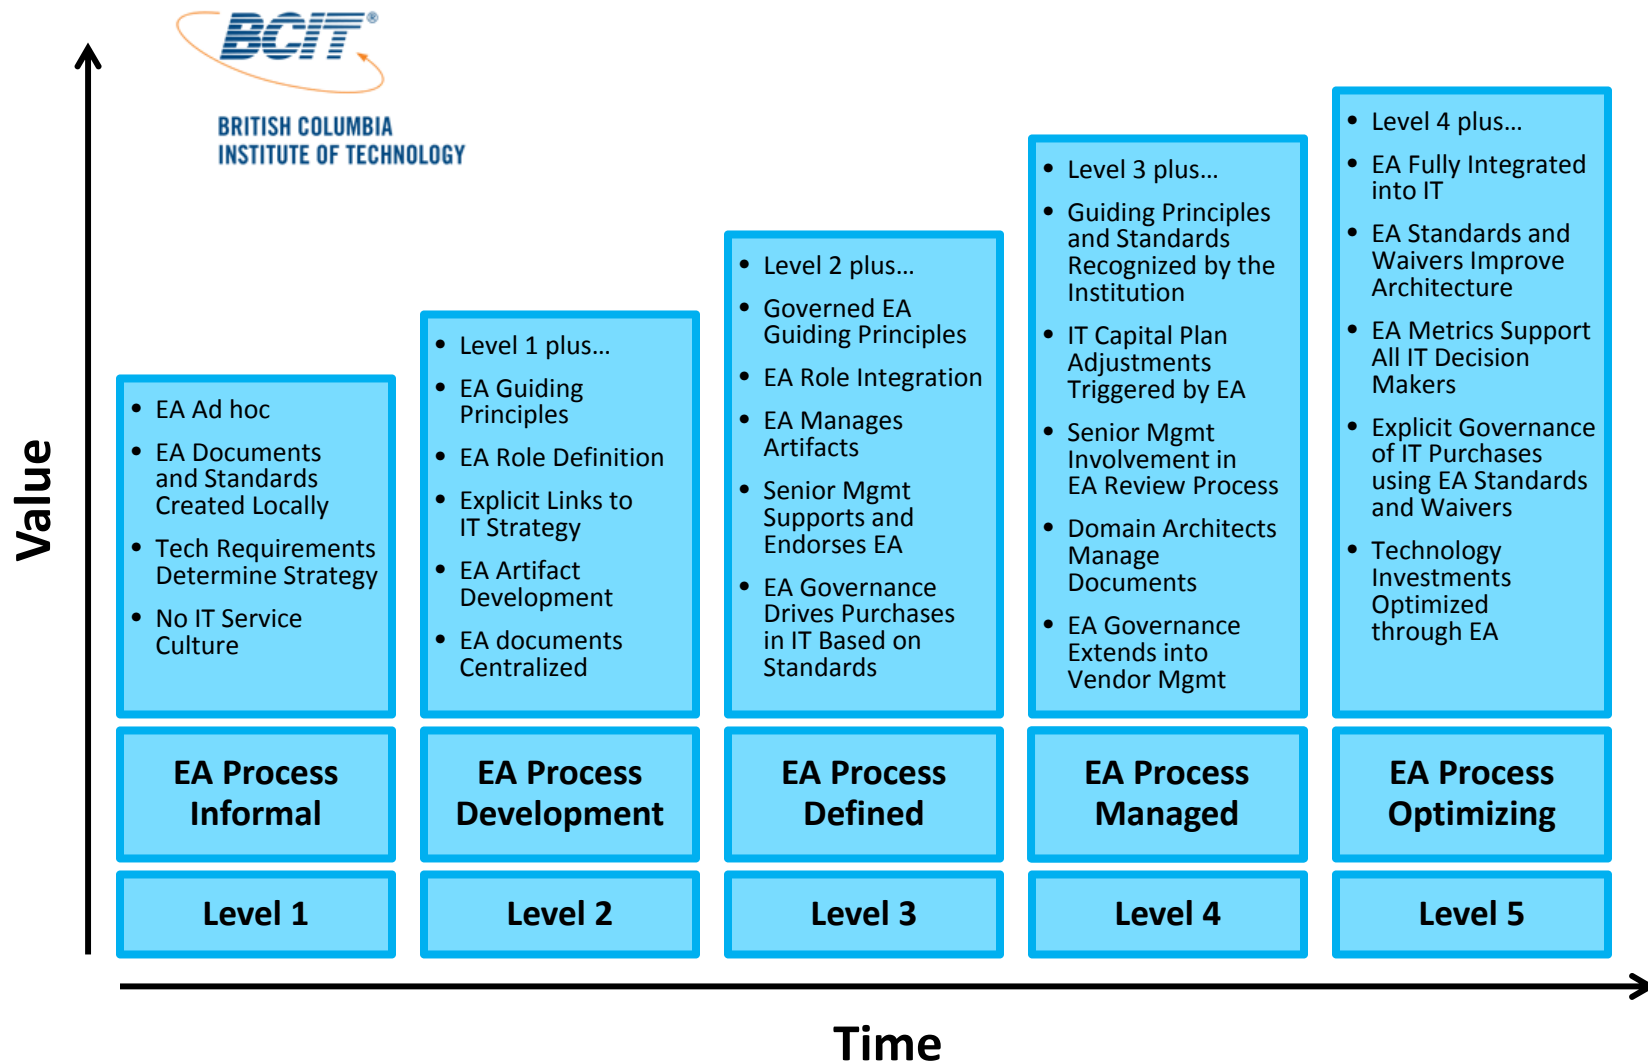 BCIT®
BRITISH COLUMBIA
INSTITUTE OF TECHNOLOGY
Value
• EA Ad hoc
• EA Documents
and Standards
Created Locally
• Tech Requirements
Determine Strategy
• No IT Service
Culture
EA Process
Informal
Level 1
• Level 1 plus…
• EA Guiding
Principles
• EA Role Definition
• Explicit Links to
IT Strategy
• EA Artifact
Development
• EA documents
Centralized
EA Process
Development
Level 2
• Level 2 plus…
• Governed EA
Guiding Principles
• EA Role Integration
• EA Manages
Artifacts
• Senior Mgmt
Supports and
Endorses EA
• EA Governance
Drives Purchases
in IT Based on
Standards
EA Process
Defined
Level 3
• Level 3 plus…
• Guiding Principles
and Standards
Recognized by the
Institution
• IT Capital Plan
Adjustments
Triggered by EA
• Senior Mgmt
Involvement in
EA Review Process
• Domain Architects
Manage
Documents
• EA Governance
Extends into
Vendor Mgmt
EA Process
Managed
Level 4
• Level 4 plus…
• EA Fully Integrated
into IT
• EA Standards and
Waivers Improve
Architecture
• EA Metrics Support
All IT Decision
Makers
• Explicit Governance
of IT Purchases
using EA Standards
and Waivers
• Technology
Investments
Optimized
through EA
EA Process
Optimizing
Level 5
Time